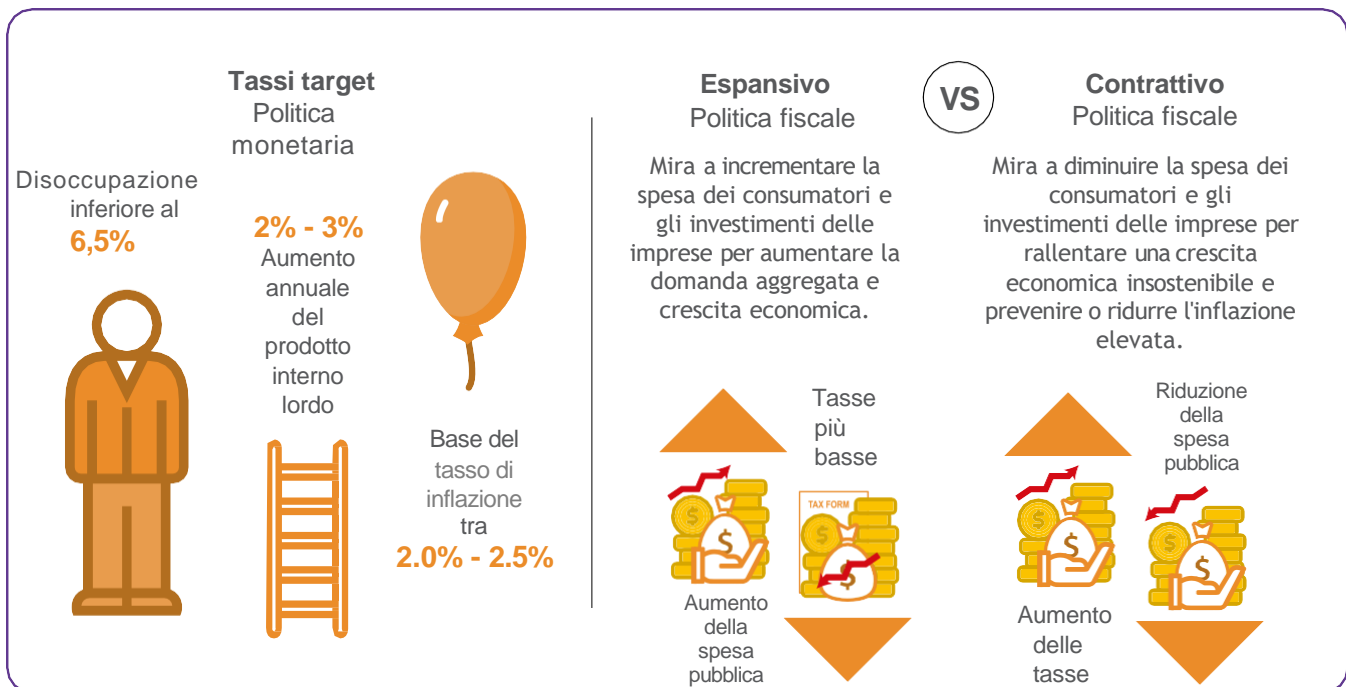 Tassi target
Politica
monetaria
Disoccupazione
inferiore al
6,5%
2% - 3%
Aumento
annuale
del
prodotto
interno
lordo
Base del
tasso di
inflazione
tra
2.0% - 2.5%
Espansivo
Politica fiscale
Mira a incrementare la
spesa dei consumatori e
gli investimenti delle
imprese per aumentare la
domanda aggregata e
crescita economica.
Aumento
della
spesa
pubblica
Tasse
più
basse
TAX FORM
$
$
$
$
VS
Contrattivo
Politica fiscale
Mira a diminuire la spesa dei
consumatori e gli
investimenti delle imprese per
rallentare una crescita
economica insostenibile e
prevenire o ridurre l'inflazione
elevata.
$
$
Aumento
delle
tasse
Riduzione
della
spesa
pubblica
$
$